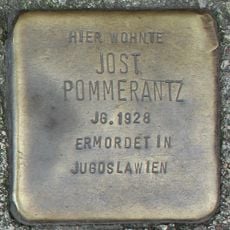 HIER WOHNTE
JOST
POMMERANTZ
JG. 1928
ERMORDET IN
JUGOSLAWIEN